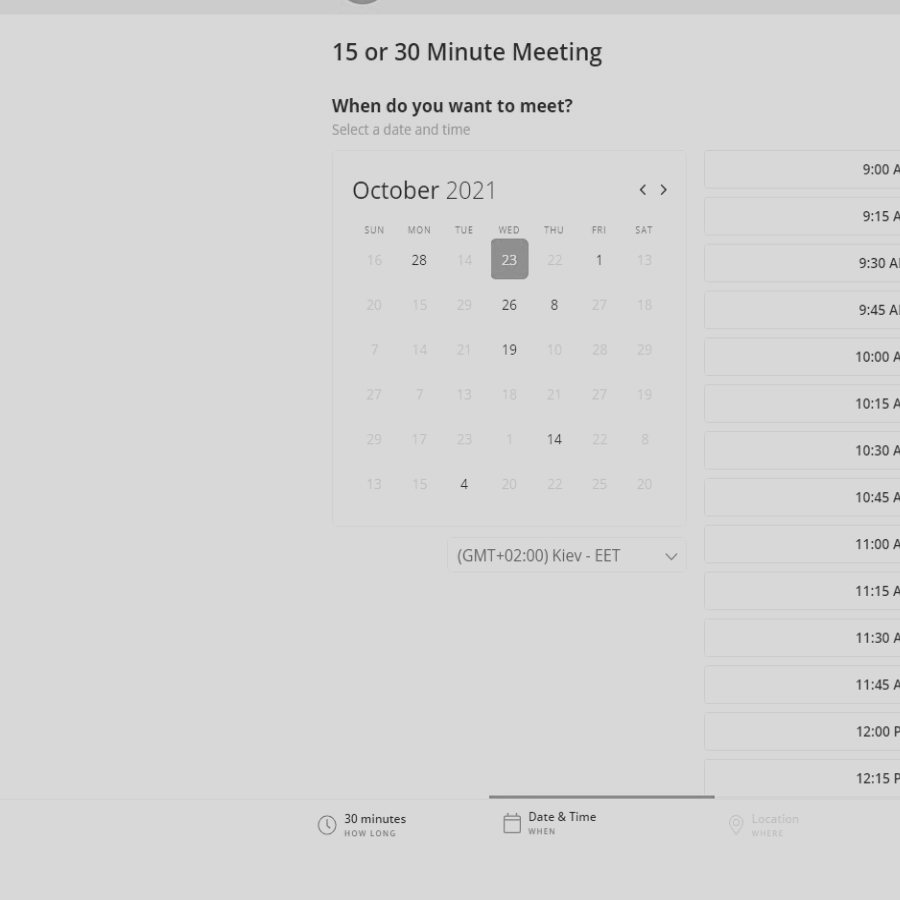 15 or 30 Minute Meeting
When do you want to meet?
Select a date and time
October 2021
SUN MON TUE WED THU FRI SAT
16 28 14 23 22 1 13
20 15 29 26 8 27 18
7 14 21 19 10 28 29
27 7 13 18 21 27 19
29 17 23 1 14 22 8
13 15 4 20 22 25 20
(GMT+02:00) Kiev - EET
9:00 A
9:15 A
9:30 A
9:45 A
10:00 A
10:15 A
10:30 A
10:45 A
11:00 A
11:15 A
11:30 A
11:45 A
12:00 P
12:15 P
30 minutes
HOW LONG
Date & Time
WHEN
Location
WHERE